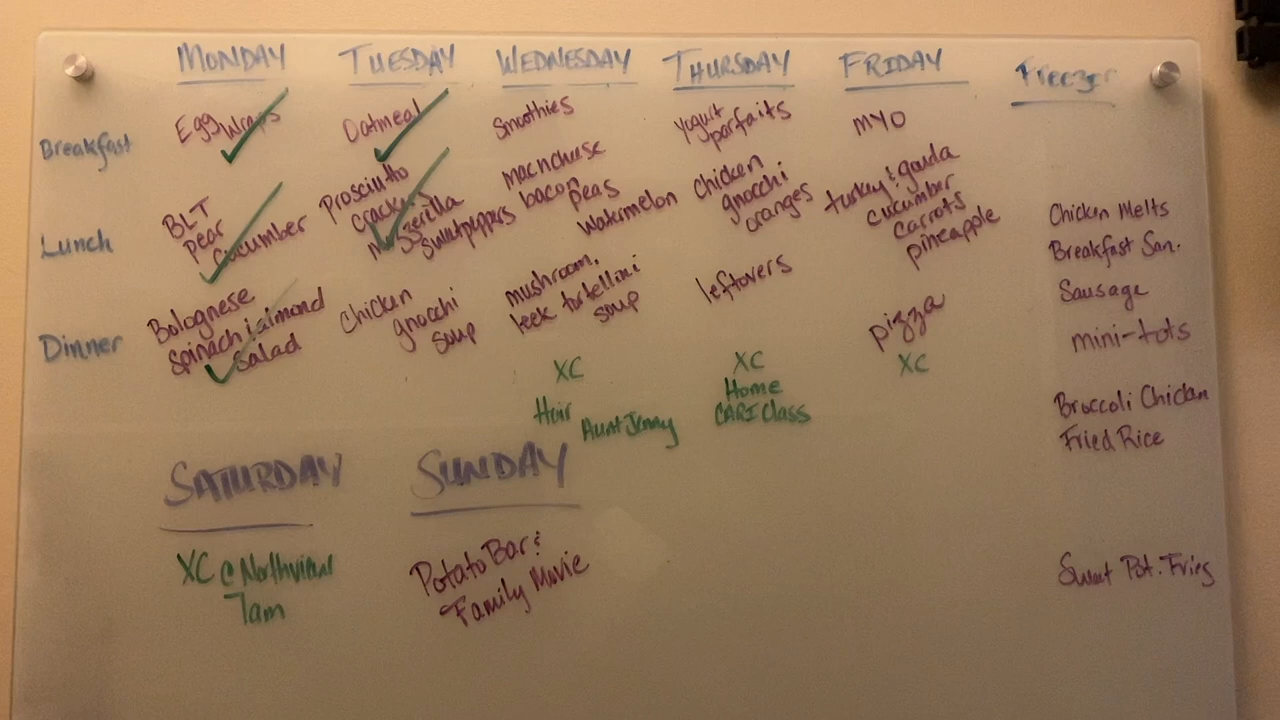 MONDAY TUESDAY WEDNESDAY THURSDAY FRIDAY Freezer
Breakfast
Egg Wraps
Oatmeal
Smoothies
Yogurt
parfaits
MYO
Lunch
BLT
Pear
Cucumber
Prosciutto
crackers
Mozzerella
Sweet peppers
mac n cheese
bacon peas
Watermelon
Chicken
gnocchi
oranges
turkey & gouda
cucumber
carrots
pineapple
Dinner
Bolognese
Spinach & almond
Salad
Chicken
gnocchi
soup
mushroom,
leek tortellini
soup
leftovers
pizza
XC
Hair
Aunt Jenny
XC
Home
CARI Class
XC
Chicken Melts
Breakfast San.
Sausage
mini-tots
Broccoli Chicken
Fried Rice
Sweet Pot. Fries
SATURDAY SUNDAY
XC @ Northview
7am
Potato Bar &
Family Movie